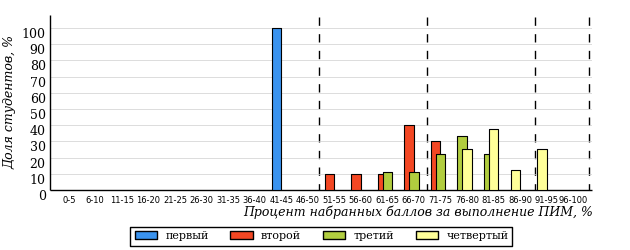 Доля студентов, %
100
90
80
70
60
50
40
30
20
10
0
0-5 6-10 11-15 16-20 21-25 26-30 31-35 36-40 41-45 46-50 51-55 56-60 61-65 66-70 71-75 76-80 81-85 86-90 91-95 96-100
Процент набранных баллов за выполнение ПИМ, %
первый второй третий четвертый